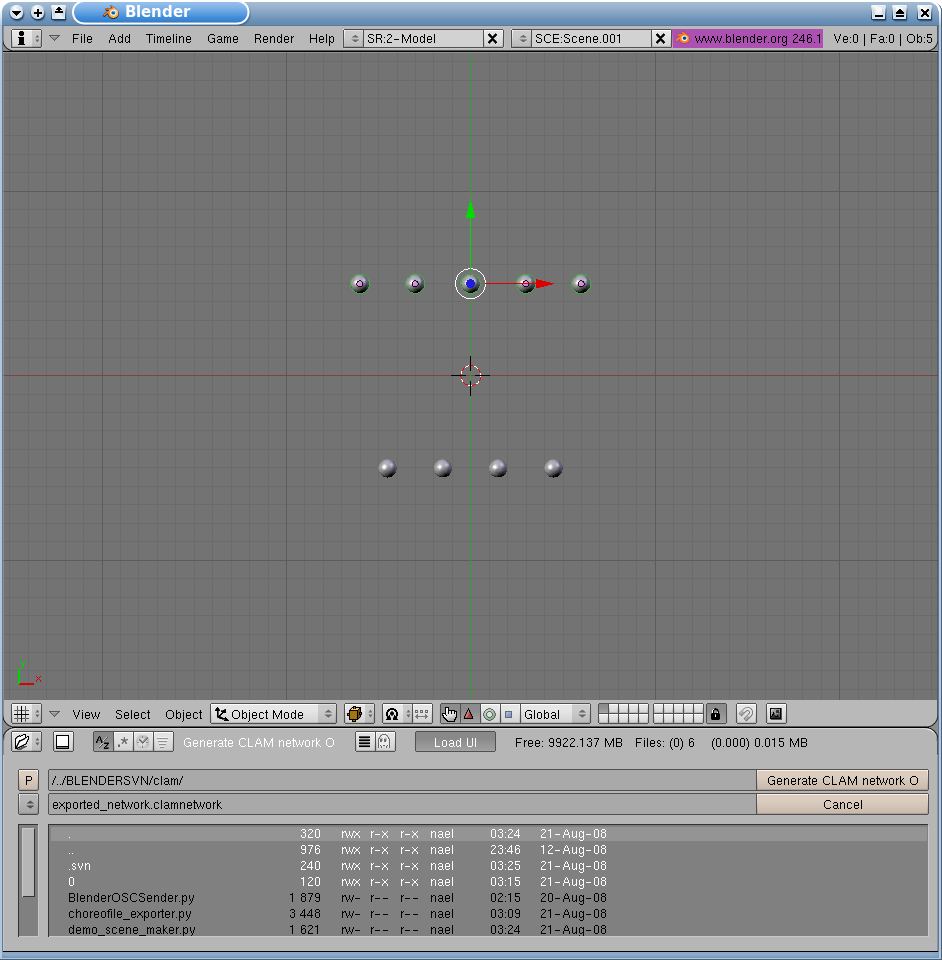 Blender
File Add Timeline Game Render Help SR:2-Model SCE:Scene.001 www.blender.org 246.1 Ve:0 | Fa:0 | Ob:5
x
View Select Object Object Mode Global
Generate CLAM network O Load UI Free: 9922.137 MB Files: (0) 6 (0.000) 0.015 MB
P /../BLENDERSVN/clam/ Generate CLAM network O
exported_network.clamnetwork Cancel
. 320 rwx r-x r-x nael 03:24 21-Aug-08
.. 976 rwx r-x r-x nael 23:46 12-Aug-08
.svn 240 rwx r-x r-x nael 03:25 21-Aug-08
0 120 rwx r-x r-x nael 03:15 21-Aug-08
BlenderOSCSender.py 1 879 rw- r-- r-- nael 02:15 20-Aug-08
choreofile_exporter.py 3 448 rw- r-- r-- nael 03:09 21-Aug-08
demo_scene_maker.py 1 621 rw- r-- r-- nael 03:24 21-Aug-08